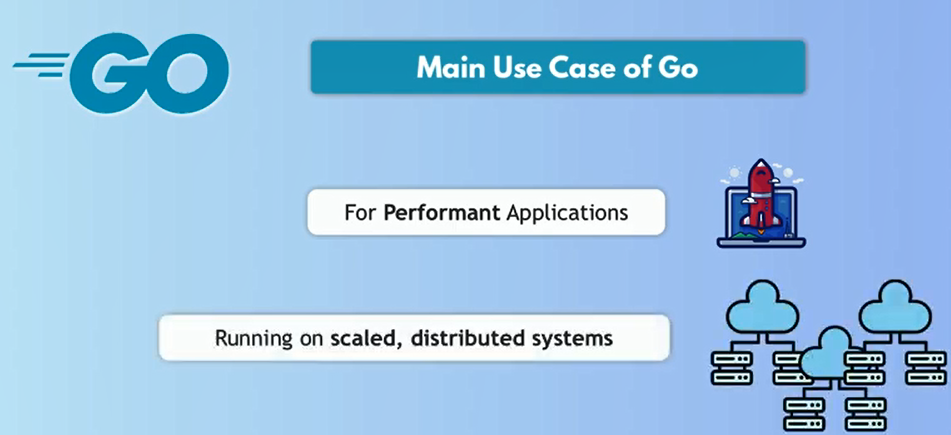 GO
Main Use Case of Go
For Performant Applications
Running on scaled, distributed systems